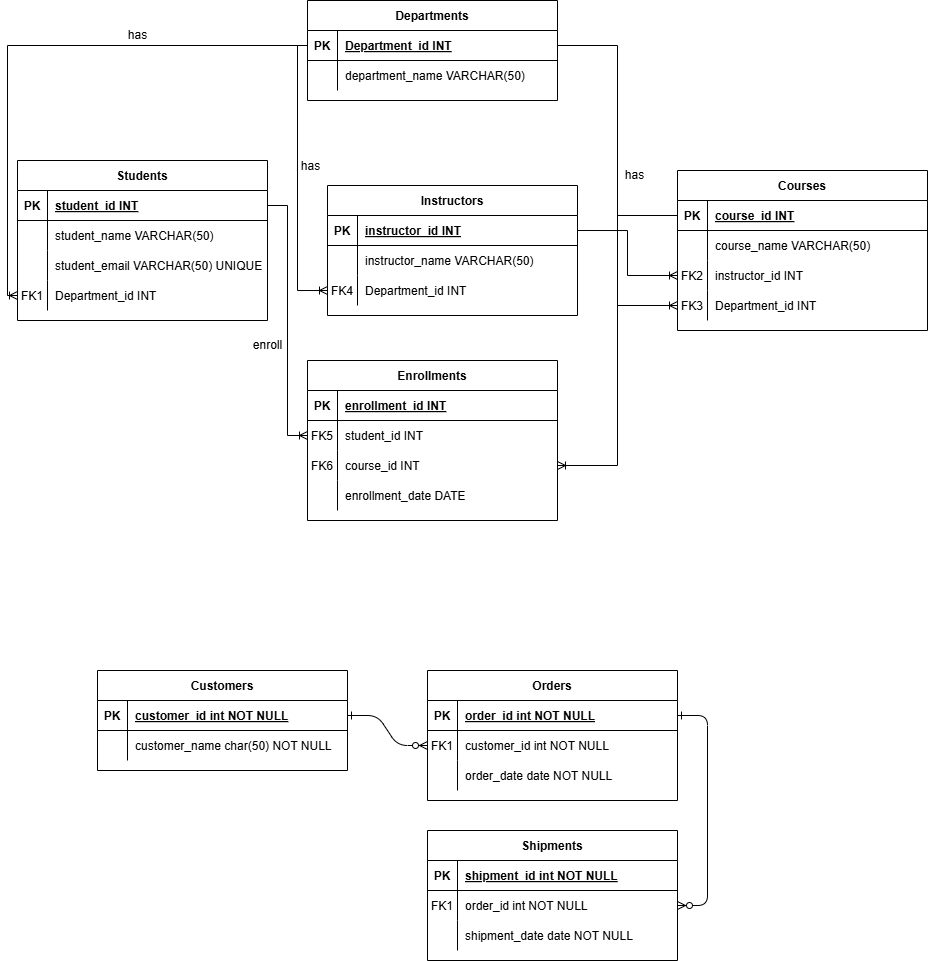 has
Departments
PK Department_id INT
department_name VARCHAR(50)
has
has
Students
PK student_id INT
student_name VARCHAR(50)
student_email VARCHAR(50) UNIQUE
FK1 Department_id INT
Instructors
PK instructor_id INT
instructor_name VARCHAR(50)
FK4 Department_id INT
Courses
PK course_id INT
course_name VARCHAR(50)
FK2 instructor_id INT
FK3 Department_id INT
enroll
Enrollments
PK enrollment_id INT
FK5 student_id INT
FK6 course_id INT
enrollment_date DATE
Customers
PK customer_id int NOT NULL
customer_name char(50) NOT NULL
Orders
PK order_id int NOT NULL
FK1 customer_id int NOT NULL
order_date date NOT NULL
Shipments
PK shipment_id int NOT NULL
FK1 order_id int NOT NULL
shipment_date date NOT NULL